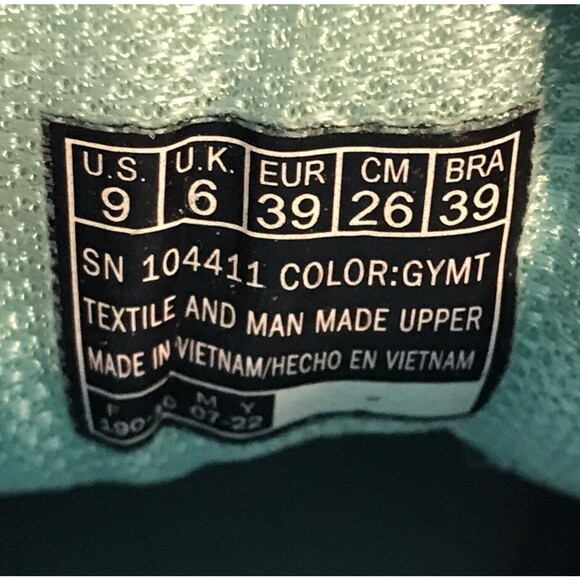 U.S. U.K. EUR CM BRA
9 6 39 26 39
SN 104411 COLOR:GYMT
TEXTILE AND MAN MADE UPPER
MADE IN VIETNAM/HECHO EN VIETNAM
F M Y
07-22